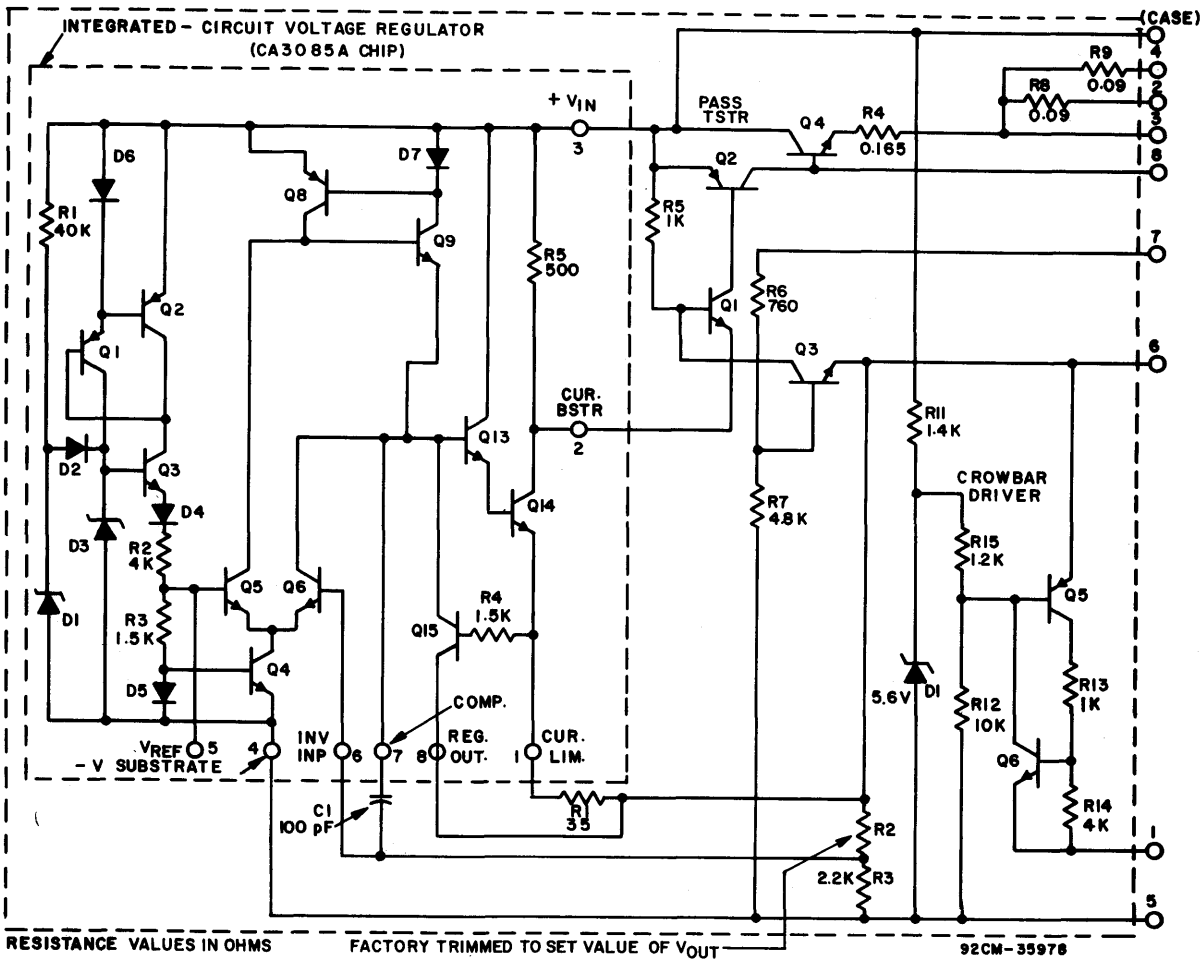 INTEGRATED - CIRCUIT VOLTAGE REGULATOR
(CA3085A CHIP)
(CASE)
4
R9
0.09
2
R8
0.09
3
+ VIN
3
PASS
TSTR
Q4
R4
0.165
8
D6
D7
Q2
Q8
R1
40K
R5
1K
Q9
7
R5
500
R6
760
Q1
Q2
Q1
Q3
6
CUR.
BSTR
2
R11
1.4K
Q13
D2
Q3
CROWBAR
DRIVER
Q14
D4
R7
4.8K
D3
R2
4K
R15
1.2K
Q5
Q6
Q5
D1
R3
1.5K
R4
1.5K
Q15
Q4
D5
5.6V
D1
R12
10K
R13
1K
COMP.
VREF
5
4
INV
INP
6
7
8
REG.
OUT.
1
CUR.
LIM.
Q6
- V SUBSTRATE
C1
100 pF
R1
35
R14
4K
R2
1
2.2K
R3
5
RESISTANCE VALUES IN OHMS
FACTORY TRIMMED TO SET VALUE OF VOUT
92CM-35978